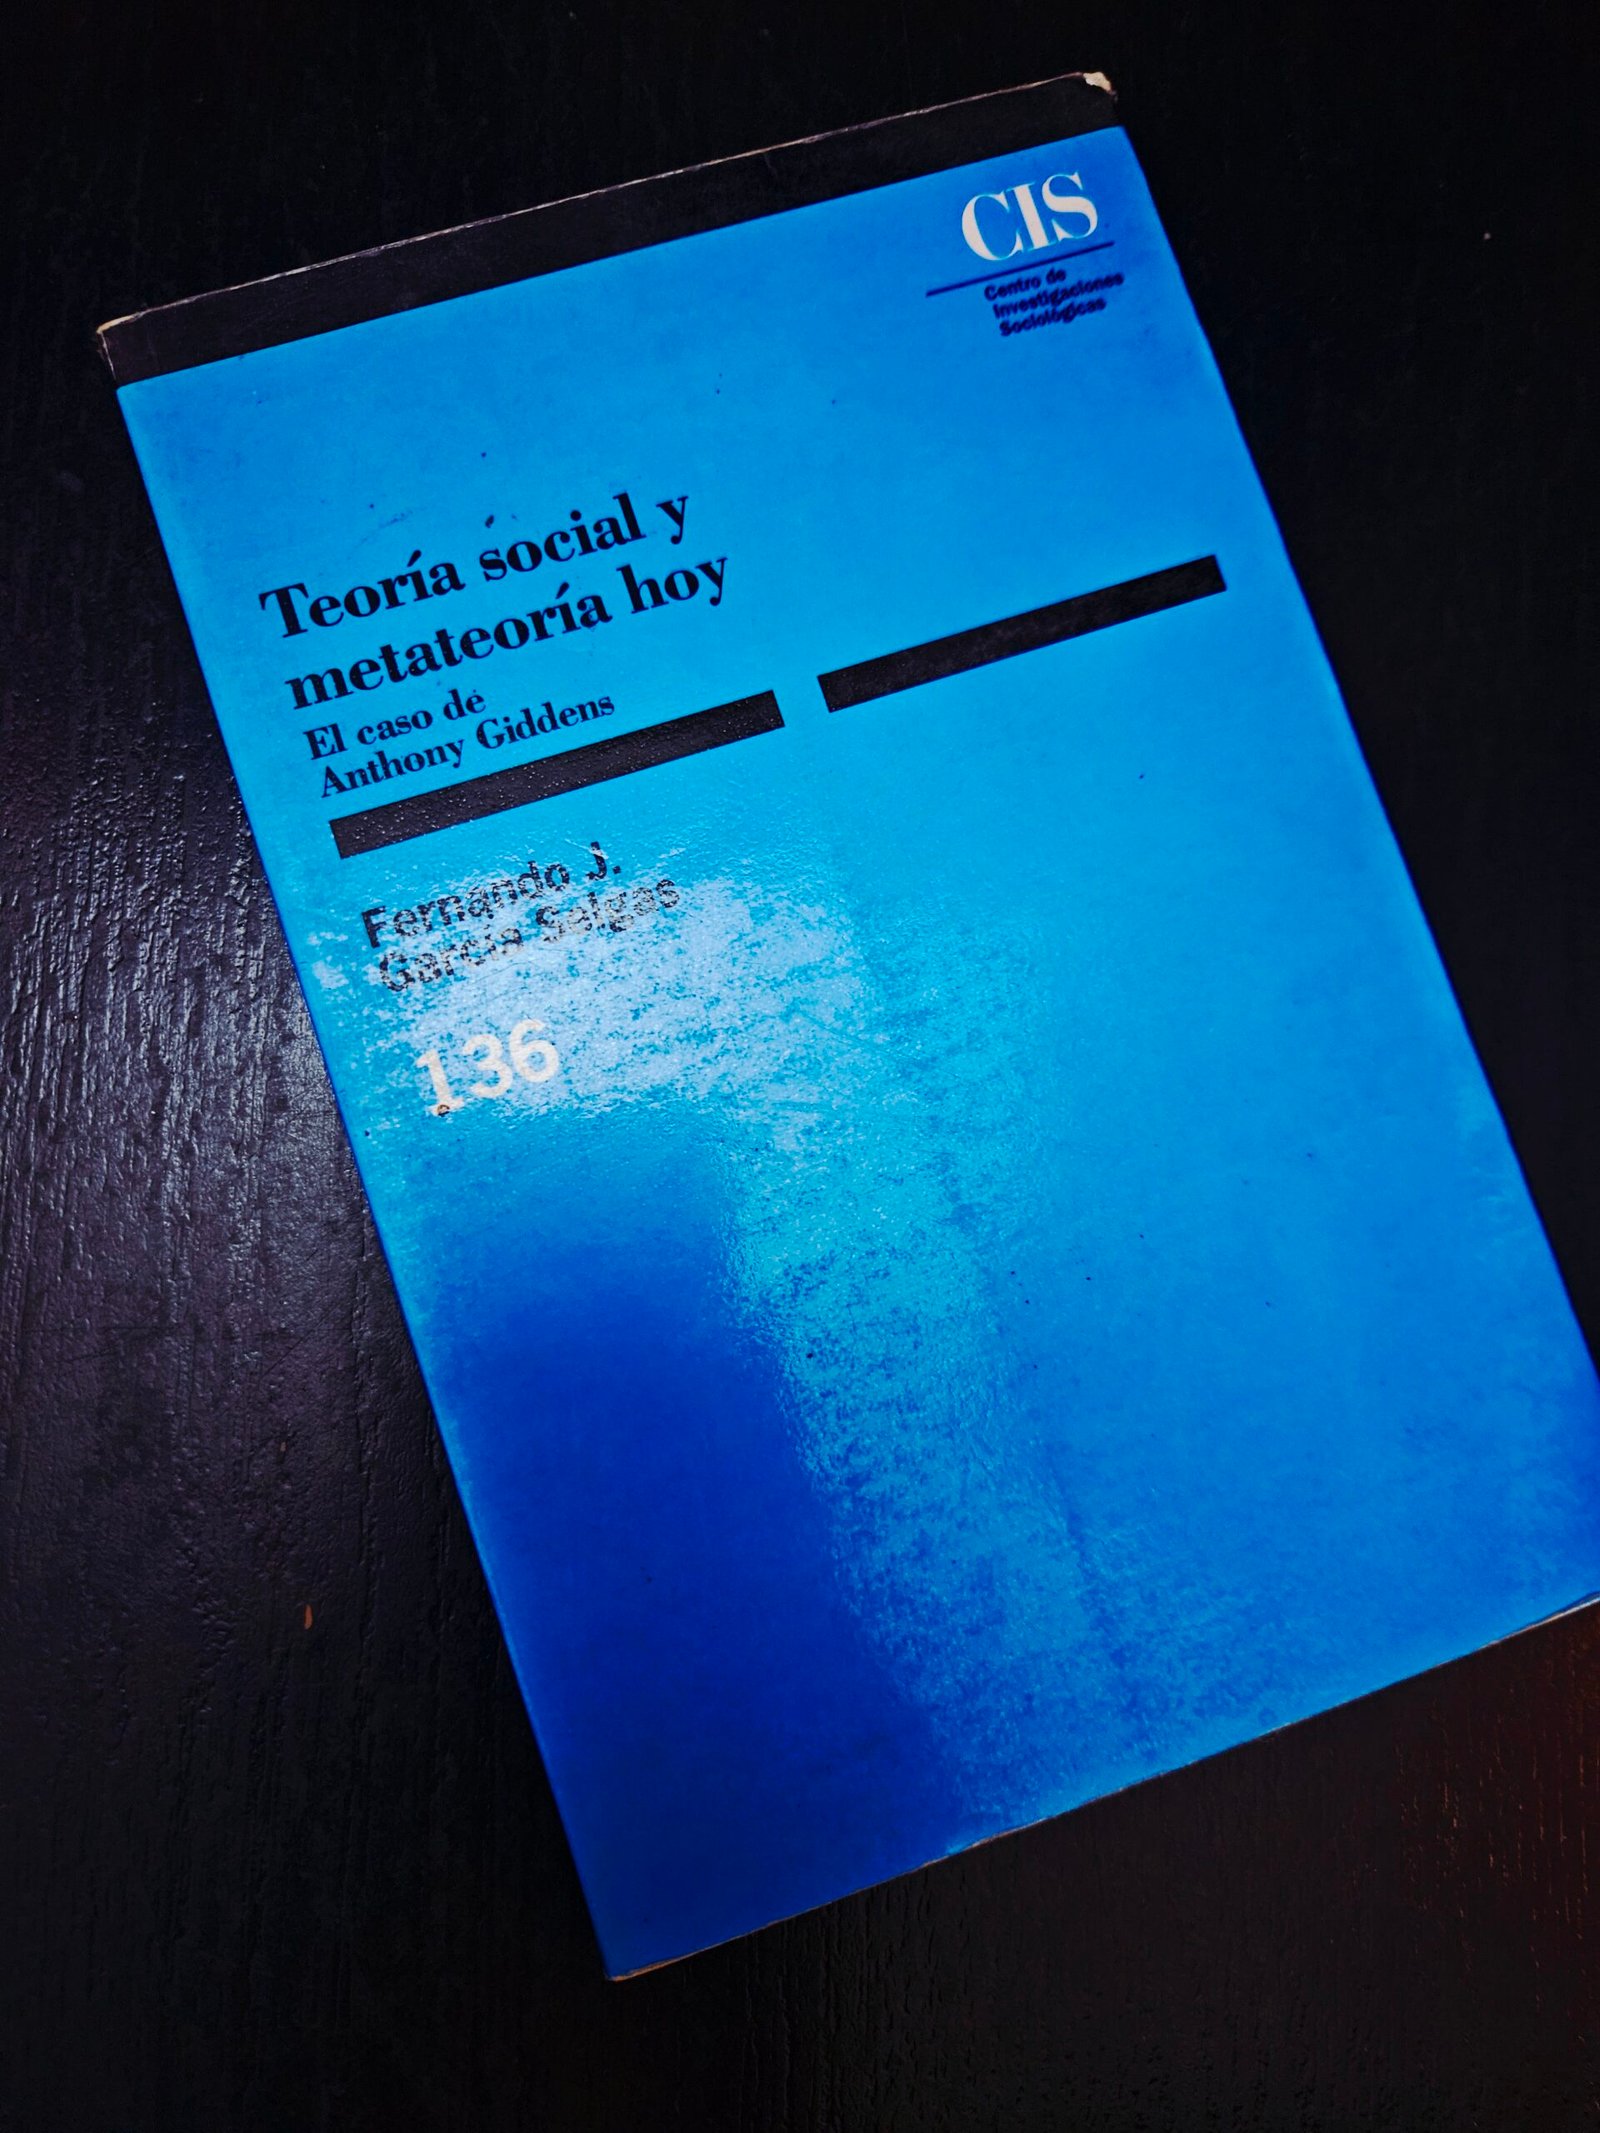 CIS
Centro de
Investigaciones
Sociológicas
Teoría social y
metateoría hoy
El caso de
Anthony Giddens
Fernando J.
García Selgas
136